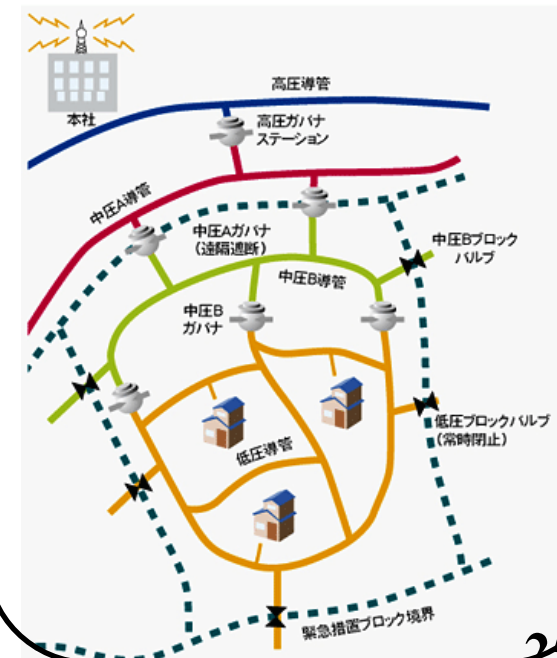 本社
高圧導管
高圧ガバナ
ステーション
中圧A導管
中圧Aガバナ
(遠隔遮断)
中圧Bブロック
バルブ
中圧B導管
中圧B
ガバナ
低圧導管
低圧ブロックバルブ
(常時閉止)
緊急措置ブロック境界